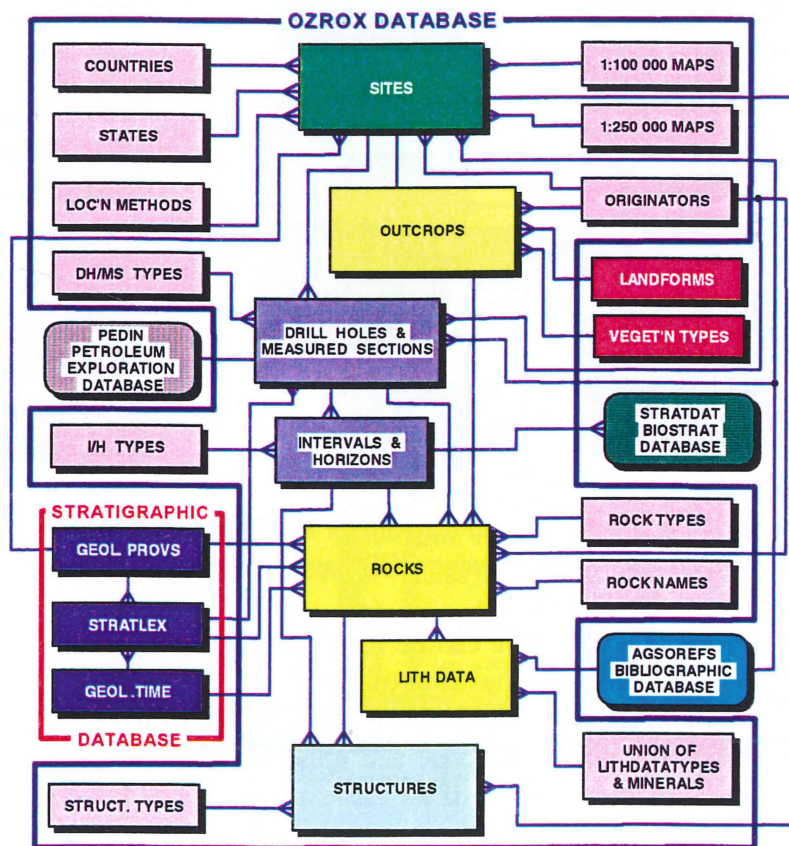 OZROX DATABASE
COUNTRIES
SITES
1:100 000 MAPS
STATES
1:250 000 MAPS
LOC'N METHODS
OUTCROPS
ORIGINATORS
DH/MS TYPES
LANDFORMS
DRILL HOLES &
MEASURED SECTIONS
VEGET'N TYPES
PEDIN
PETROLEUM
EXPLORATION
DATABASE
STRATDAT
BIOSTRAT
DATABASE
I/H TYPES
INTERVALS &
HORIZONS
STRATIGRAPHIC
GEOL. PROVS
ROCKS
ROCK TYPES
STRATLEX
ROCK NAMES
GEOL .TIME
LITH DATA
AGSOREFS
BIBLIOGRAPHIC
DATABASE
DATABASE
UNION OF
LITHDATATYPES
& MINERALS
STRUCTURES
STRUCT. TYPES